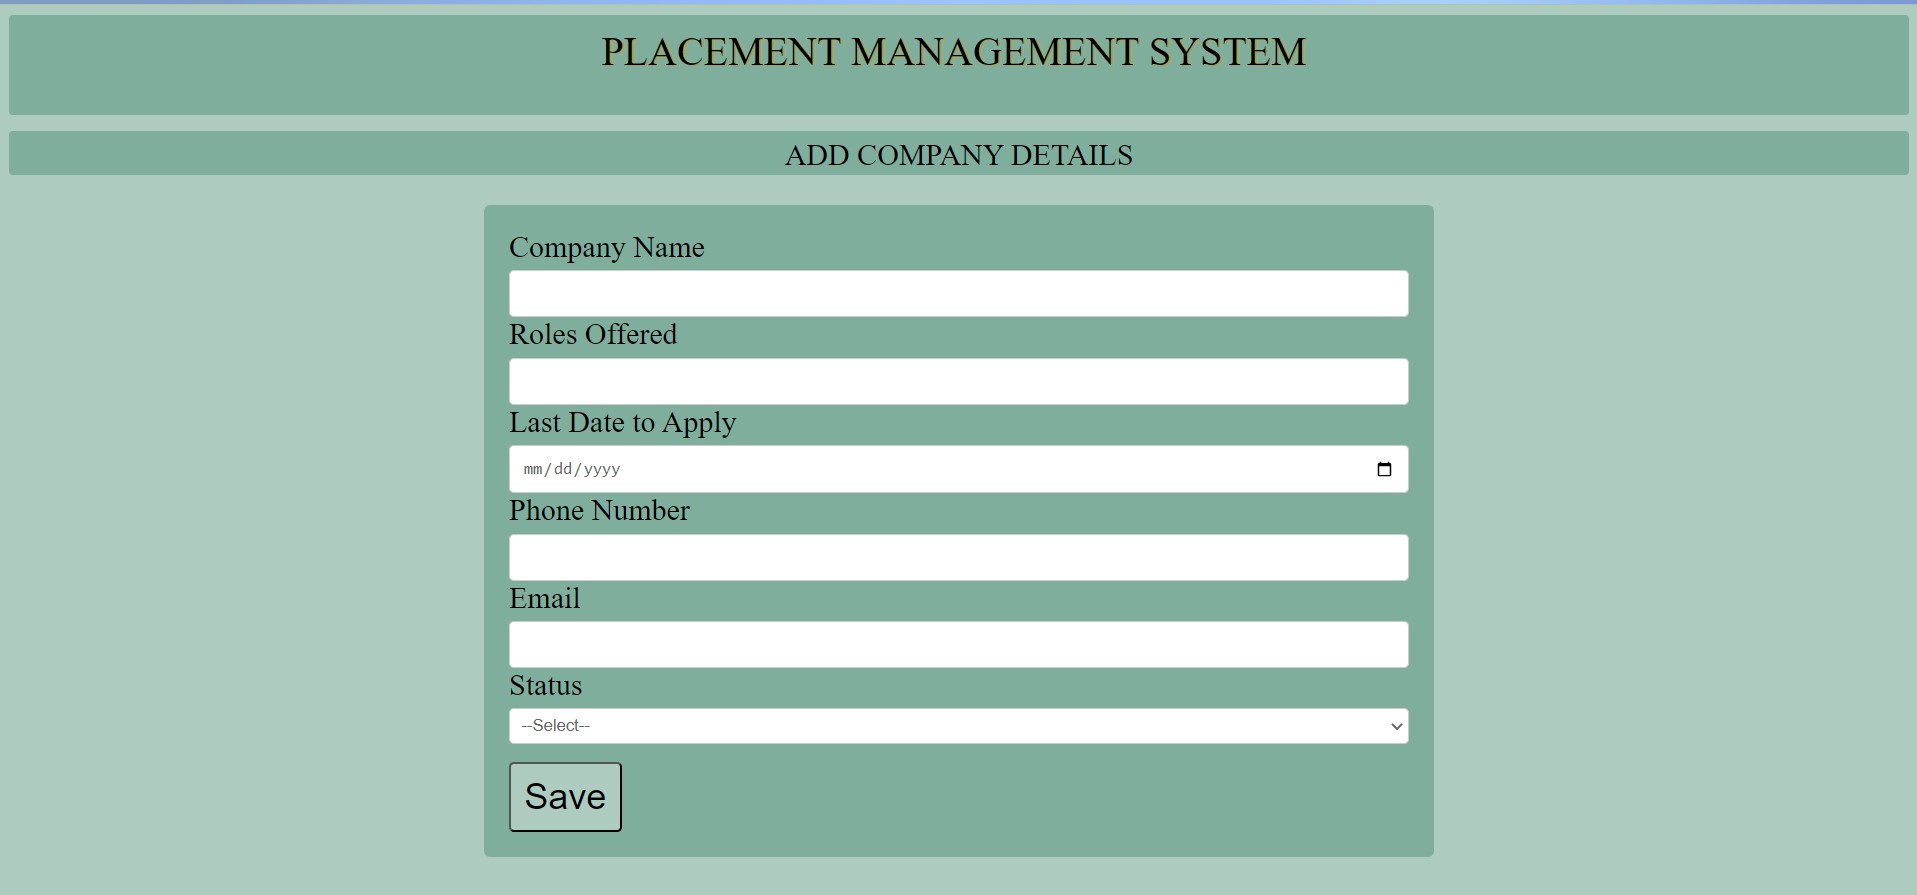 PLACEMENT MANAGEMENT SYSTEM
ADD COMPANY DETAILS
Company Name
Roles Offered
Last Date to Apply
mm/dd/yyyy
Phone Number
Email
Status
--Select--
Save